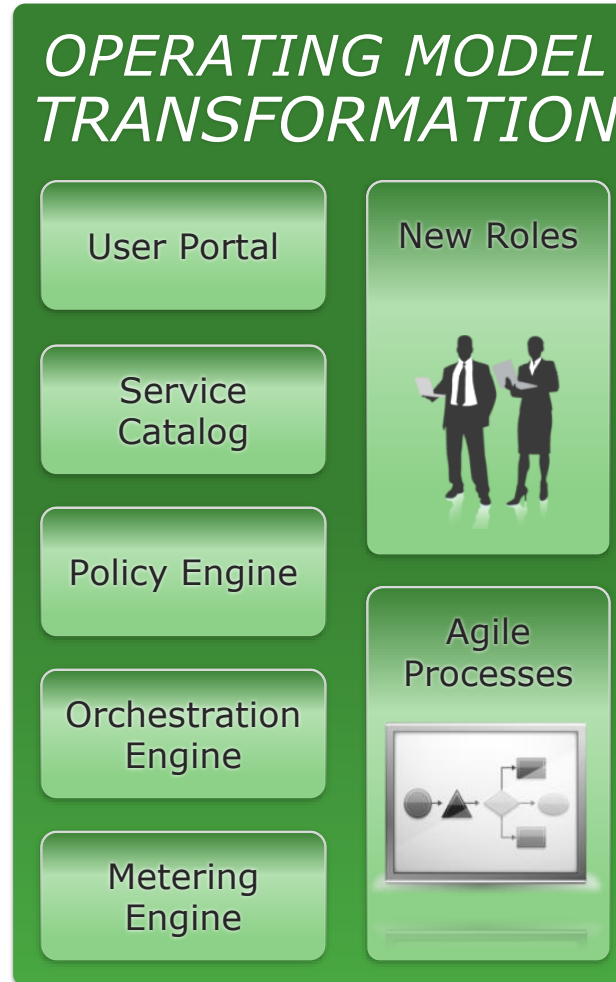 OPERATING MODEL
TRANSFORMATION
User Portal
Service
Catalog
Policy Engine
Orchestration
Engine
Metering
Engine
New Roles
Agile
Processes